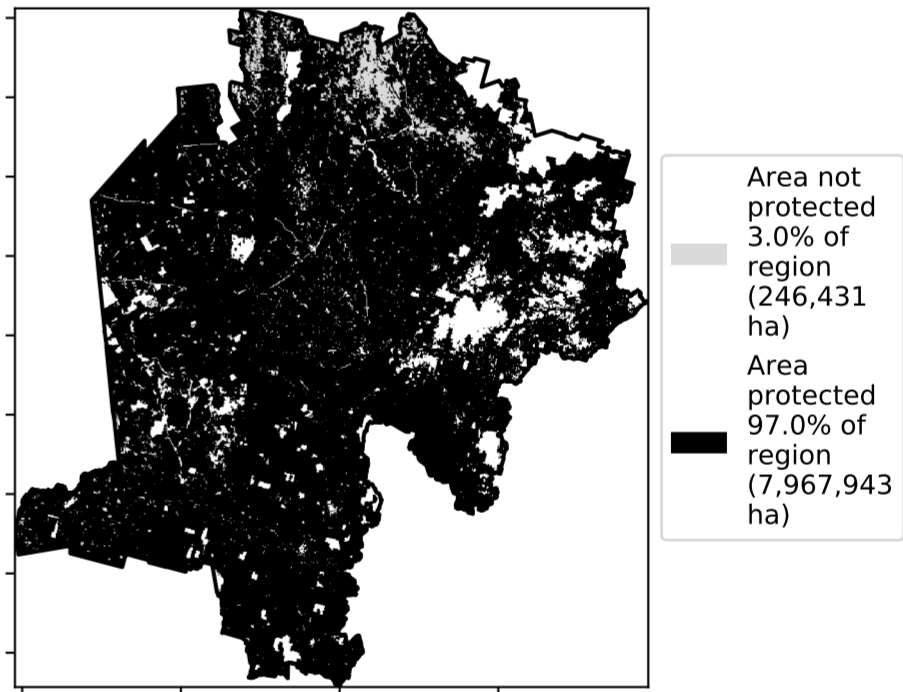 Area not
protected
3.0% of
region
(246,431
ha)
Area
protected
97.0% of
region
(7,967,943
ha)